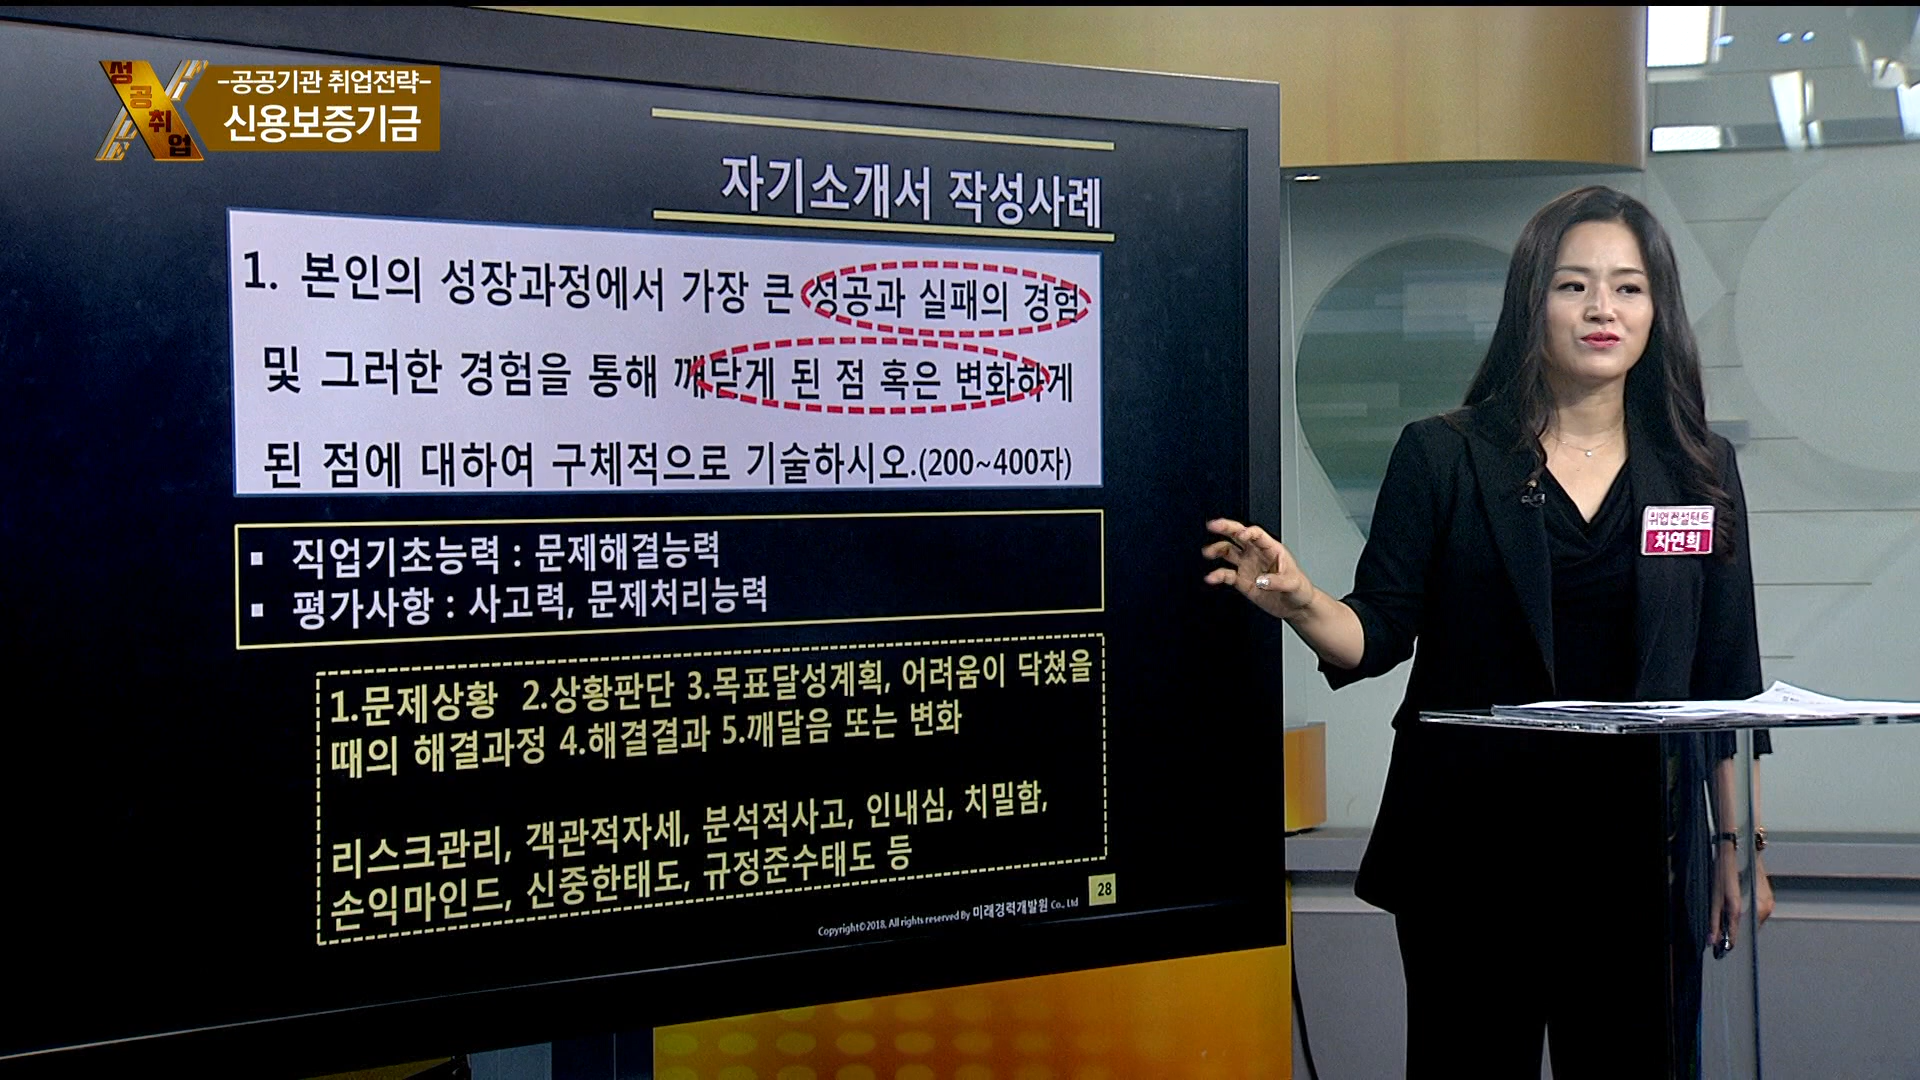 성공취업
-공공기관 취업전략-
신용보증기금
자기소개서 작성사례
1. 본인의 성장과정에서 가장 큰 성공과 실패의 경험
및 그러한 경험을 통해 깨닫게 된 점 혹은 변화하게
된 점에 대하여 구체적으로 기술하시오.(200~400자)
▪ 직업기초능력 : 문제해결능력
▪ 평가사항 : 사고력, 문제처리능력
1.문제상황 2.상황판단 3.목표달성계획, 어려움이 닥쳤을
때의 해결과정 4.해결결과 5.깨달음 또는 변화
리스크관리, 객관적자세, 분석적사고, 인내심, 치밀함,
손익마인드, 신중한태도, 규정준수태도 등
28
Copyright©2018, All rights reserved By 미래경력개발원 Co., Ltd
취업컨설턴트
차연희